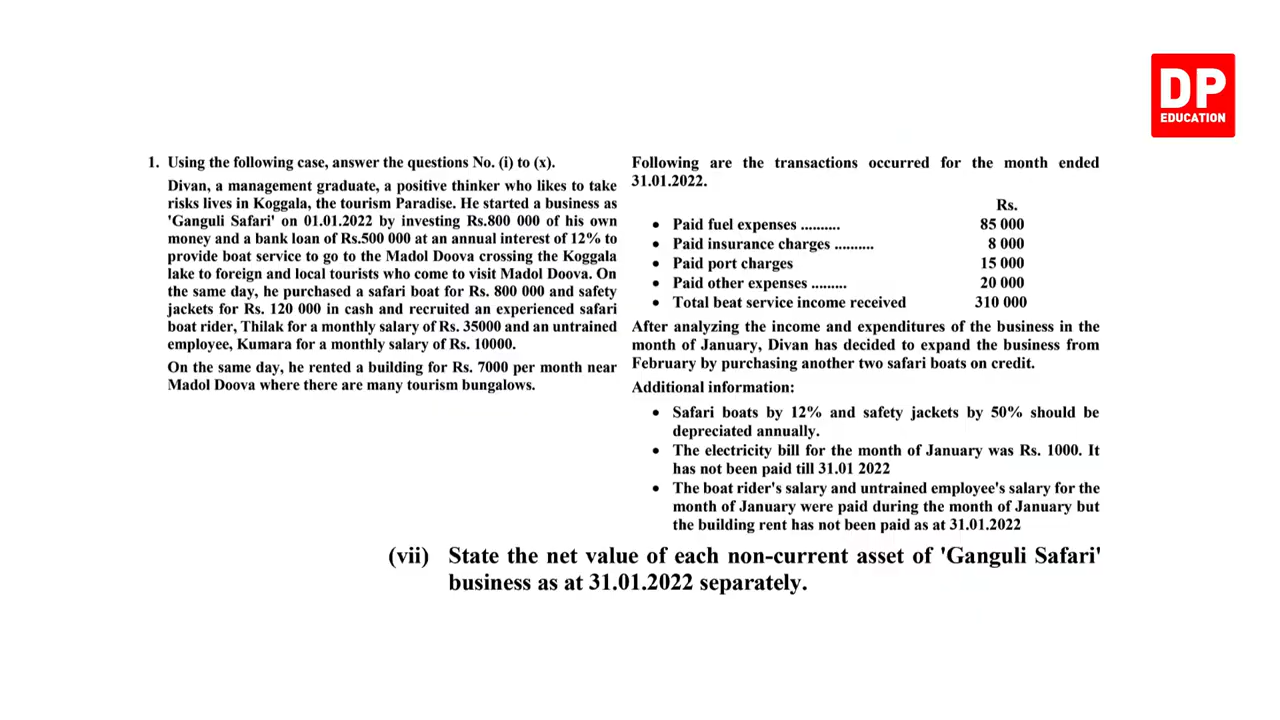 DP
EDUCATION
1. Using the following case, answer the questions No. (i) to (x).
Divan, a management graduate, a positive thinker who likes to take
risks lives in Koggala, the tourism Paradise. He started a business as
'Ganguli Safari' on 01.01.2022 by investing Rs.800 000 of his own
money and a bank loan of Rs.500 000 at an annual interest of 12% to
provide boat service to go to the Madol Doova crossing the Koggala
lake to foreign and local tourists who come to visit Madol Doova. On
the same day, he purchased a safari boat for Rs. 800 000 and safety
jackets for Rs. 120 000 in cash and recruited an experienced safari
boat rider, Thilak for a monthly salary of Rs. 35000 and an untrained
employee, Kumara for a monthly salary of Rs. 10000.
On the same day, he rented a building for Rs. 7000 per month near
Madol Doova where there are many tourism bungalows.
Following are the transactions occurred for the month ended
31.01.2022.
Rs.
• Paid fuel expenses .......... 85 000
• Paid insurance charges .......... 8 000
• Paid port charges 15 000
• Paid other expenses ......... 20 000
• Total beat service income received 310 000
After analyzing the income and expenditures of the business in the
month of January, Divan has decided to expand the business from
February by purchasing another two safari boats on credit.
Additional information:
• Safari boats by 12% and safety jackets by 50% should be
depreciated annually.
• The electricity bill for the month of January was Rs. 1000. It
has not been paid till 31.01 2022
• The boat rider's salary and untrained employee's salary for the
month of January were paid during the month of January but
the building rent has not been paid as at 31.01.2022
(vii) State the net value of each non-current asset of 'Ganguli Safari'
business as at 31.01.2022 separately.